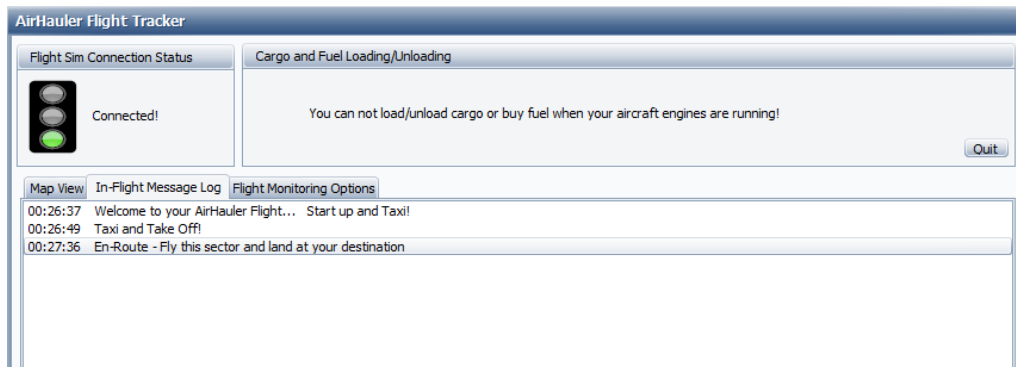 AirHauler Flight Tracker
Flight Sim Connection Status
Cargo and Fuel Loading/Unloading
Connected!
You can not load/unload cargo or buy fuel when your aircraft engines are running!
Quit
Map View In-Flight Message Log Flight Monitoring Options
00:26:37 Welcome to your AirHauler Flight... Start up and Taxi!
00:26:49 Taxi and Take Off!
00:27:36 En-Route - Fly this sector and land at your destination